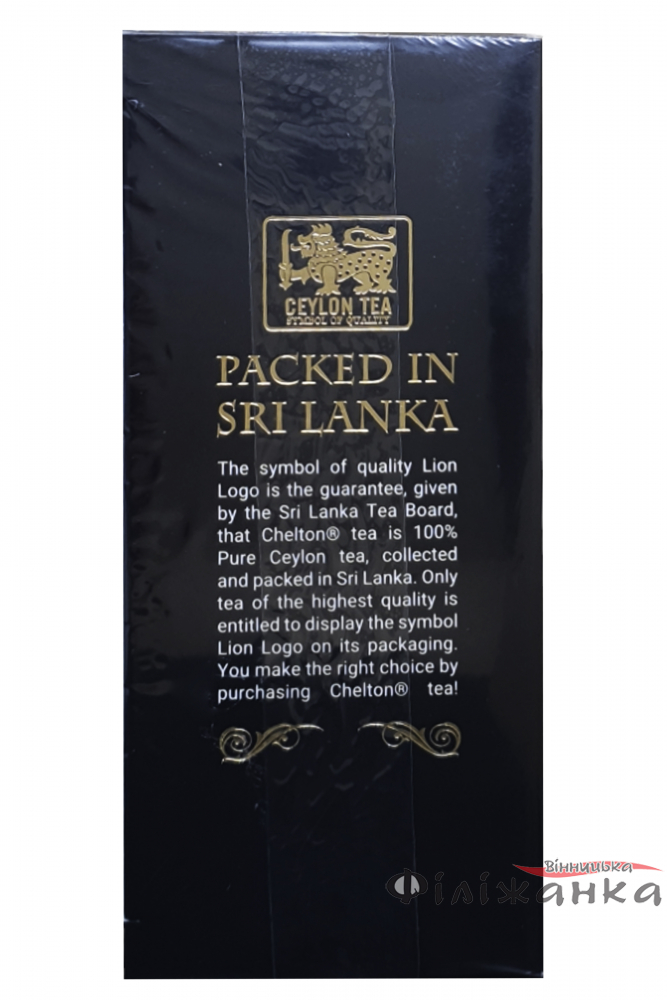 CEYLON TEA
SYMBOL OF QUALITY
PACKED IN
SRI LANKA
The symbol of quality Lion
Logo is the guarantee, given
by the Sri Lanka Tea Board,
that Chelton® tea is 100%
Pure Ceylon tea, collected
and packed in Sri Lanka. Only
tea of the highest quality is
entitled to display the symbol
Lion Logo on its packaging.
You make the right choice by
purchasing Chelton® tea!
Вінницька
Філіжанка